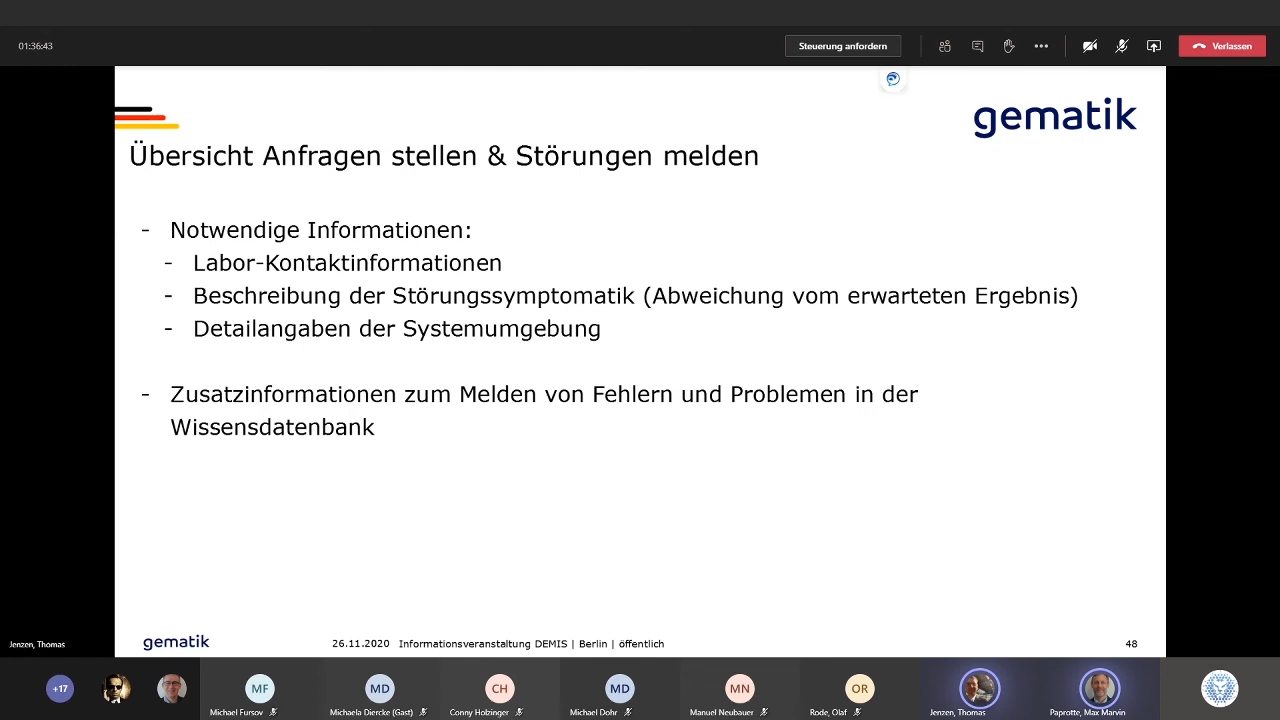 01:36:43
Steuerung anfordern
Verlassen
gematik
Übersicht Anfragen stellen & Störungen melden
- Notwendige Informationen:
- Labor-Kontaktinformationen
- Beschreibung der Störungssymptomatik (Abweichung vom erwarteten Ergebnis)
- Detailangaben der Systemumgebung
- Zusatzinformationen zum Melden von Fehlern und Problemen in der
Wissensdatenbank
Jenzen, Thomas
gematik
26.11.2020 Informationsveranstaltung DEMIS | Berlin | öffentlich
48
+17
MF
MD
CH
MD
MN
OR
Michael Fursov
Michaela Diercke (Gast)
Conny Holzinger
Michael Dohr
Manuel Neubauer
Rode, Olaf
Jenzen, Thomas
Paprotte, Max Marvin